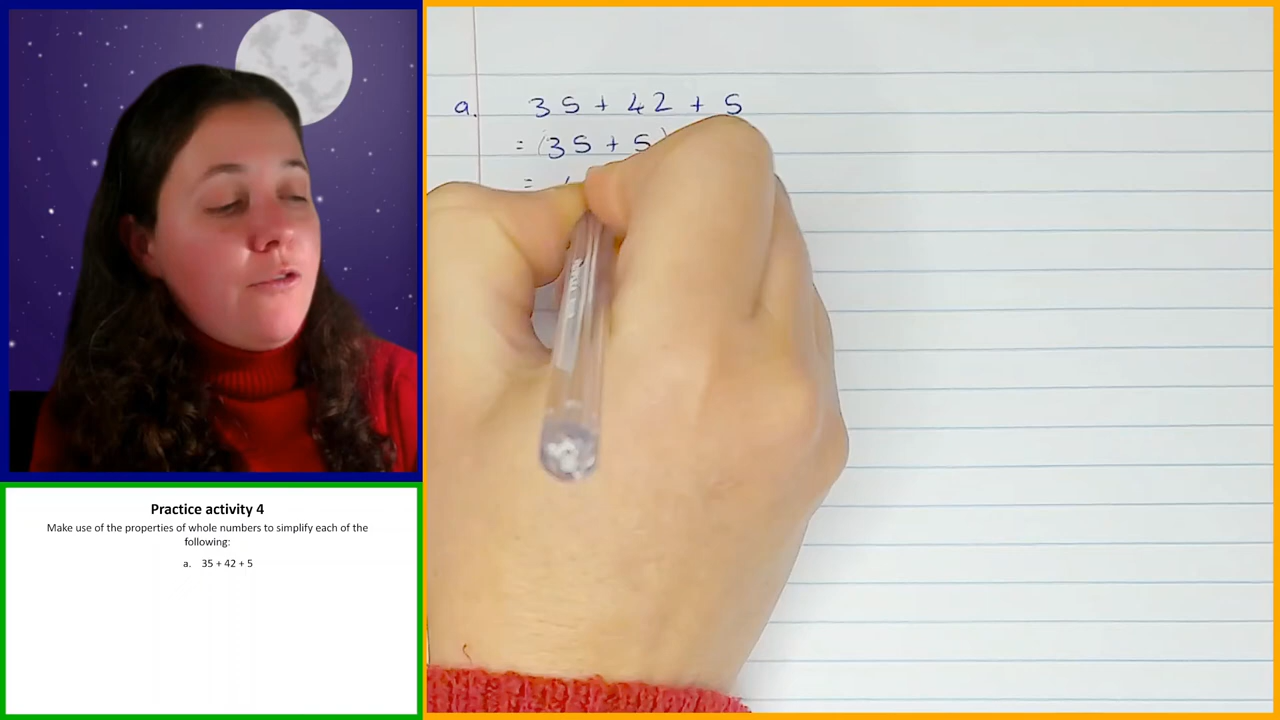 Practice activity 4
Make use of the properties of whole numbers to simplify each of the
following:
a. 35 + 42 + 5
a. 35 + 42 + 5
= (35 + 5)
=